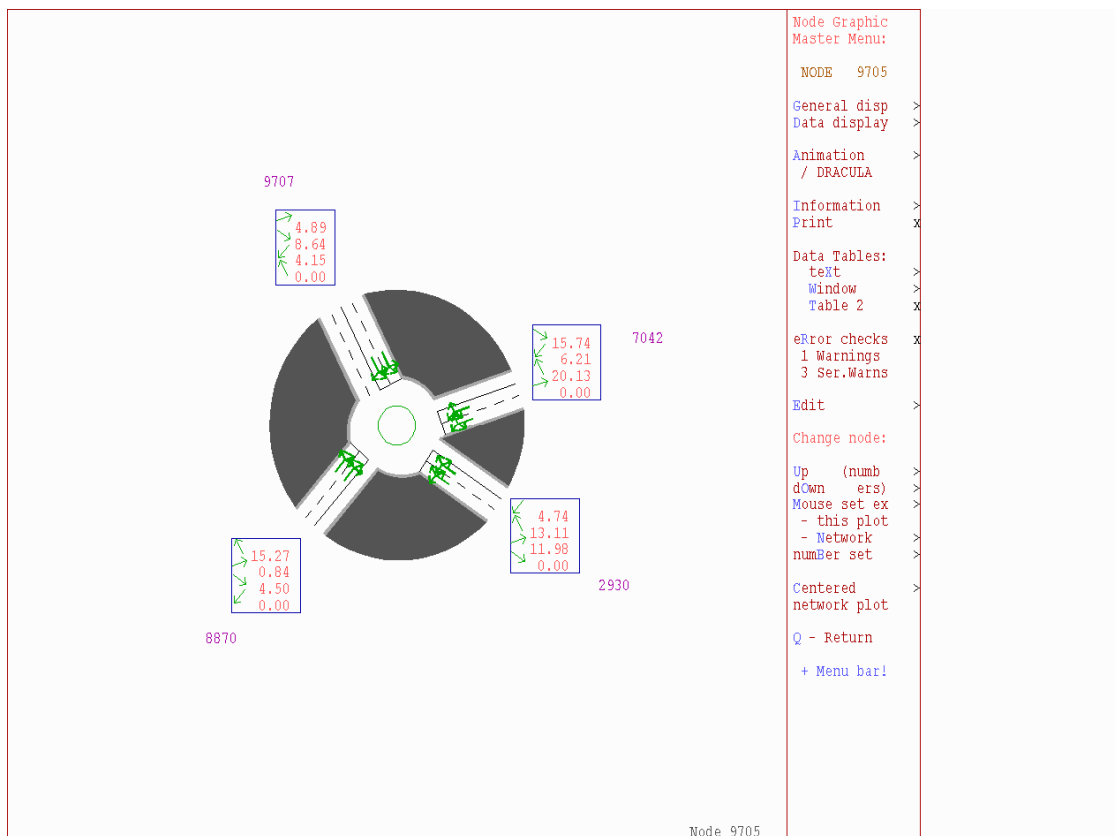 9707
4.89
8.64
4.15
0.00
7042
15.74
6.21
20.13
0.00
4.74
13.11
11.98
0.00
2930
15.27
0.84
4.50
0.00
8870
Node 9705
Node Graphic
Master Menu:
NODE 9705
General disp >
Data display >
Animation >
/ DRACULA
Information >
Print x
Data Tables:
teXt >
Window >
Table 2 x
eRror checks x
1 Warnings
3 Ser.Warns
Edit >
Change node:
Up (numb >
dOwn ers) >
Mouse set ex >
- this plot
- Network >
numBer set >
Centered >
network plot
Q - Return
+ Menu bar!